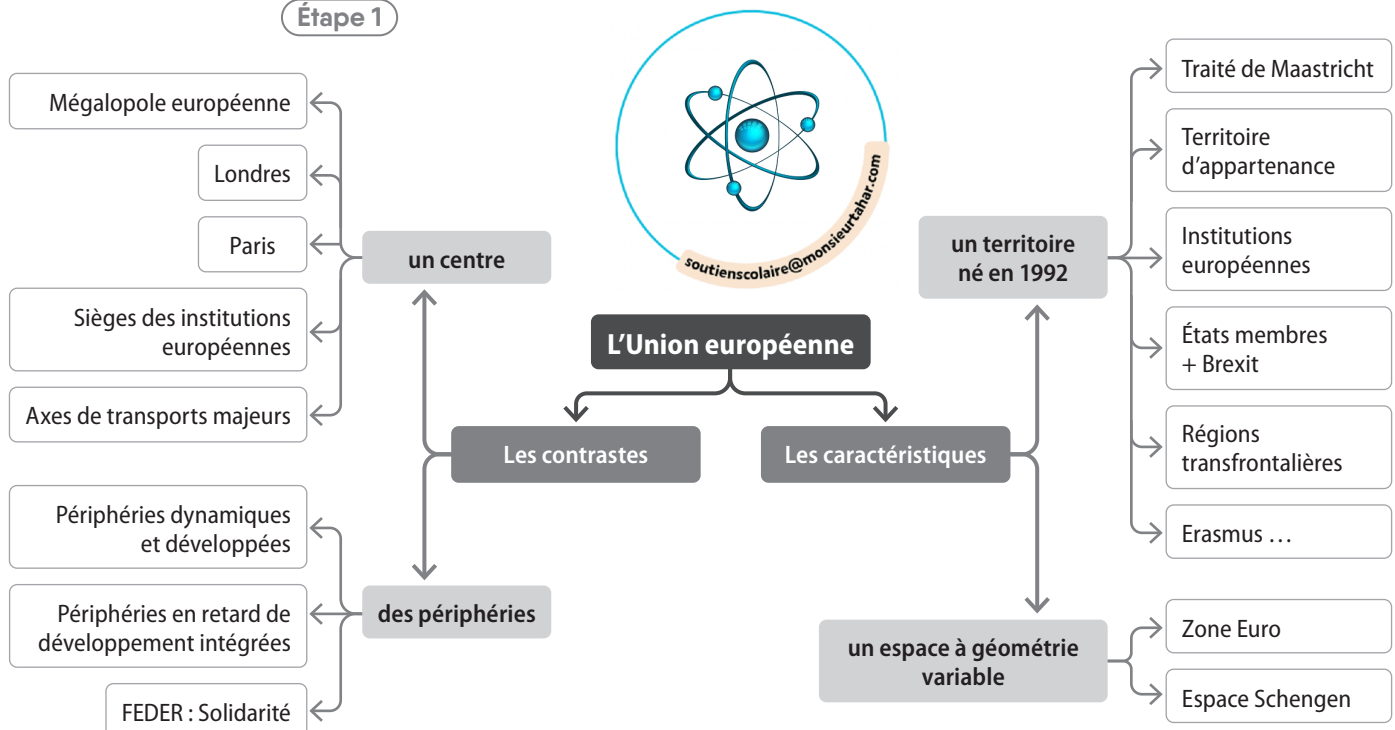 Étape 1
Mégalopole européenne
Londres
Paris
Sièges des institutions
européennes
Axes de transports majeurs
un centre
Périphéries dynamiques
et développées
Périphéries en retard de
développement intégrées
FEDER : Solidarité
des périphéries
soutienscolaire@monsieurtahar.com
L'Union européenne
Les contrastes
Les caractéristiques
un territoire
né en 1992
Traité de Maastricht
Territoire
d'appartenance
Institutions
européennes
États membres
+ Brexit
Régions
transfrontalières
Erasmus …
un espace à géométrie
variable
Zone Euro
Espace Schengen